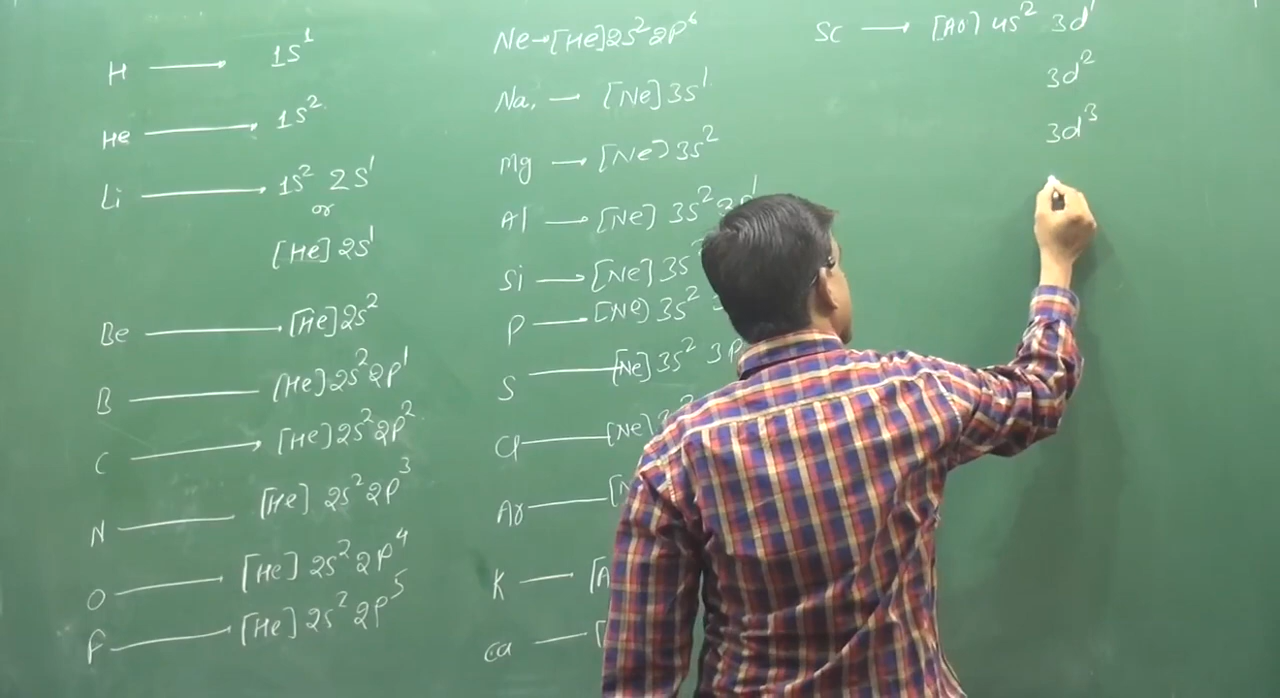 H → 1S¹
He → 1S²
Li → 1S² 2S¹
or
[He] 2S¹
Be → [He] 2S²
B — [He] 2S² 2P¹
C → [He] 2S² 2P²
N — [He] 2S² 2P³
O → [He] 2S² 2P⁴
F → [He] 2S² 2P⁵
Ne → [He] 2S² 2P⁶
Na, — [Ne] 3S¹
Mg → [Ne] 3S²
Al → [Ne] 3S²
Si → [Ne] 3S
P → [Ne] 3S²
S — [Ne] 3S² 3P
Cl — [Ne]
Ar — [N
K — [A
Ca — [
SC → [Ar] 4S² 3d¹
3d²
3d³